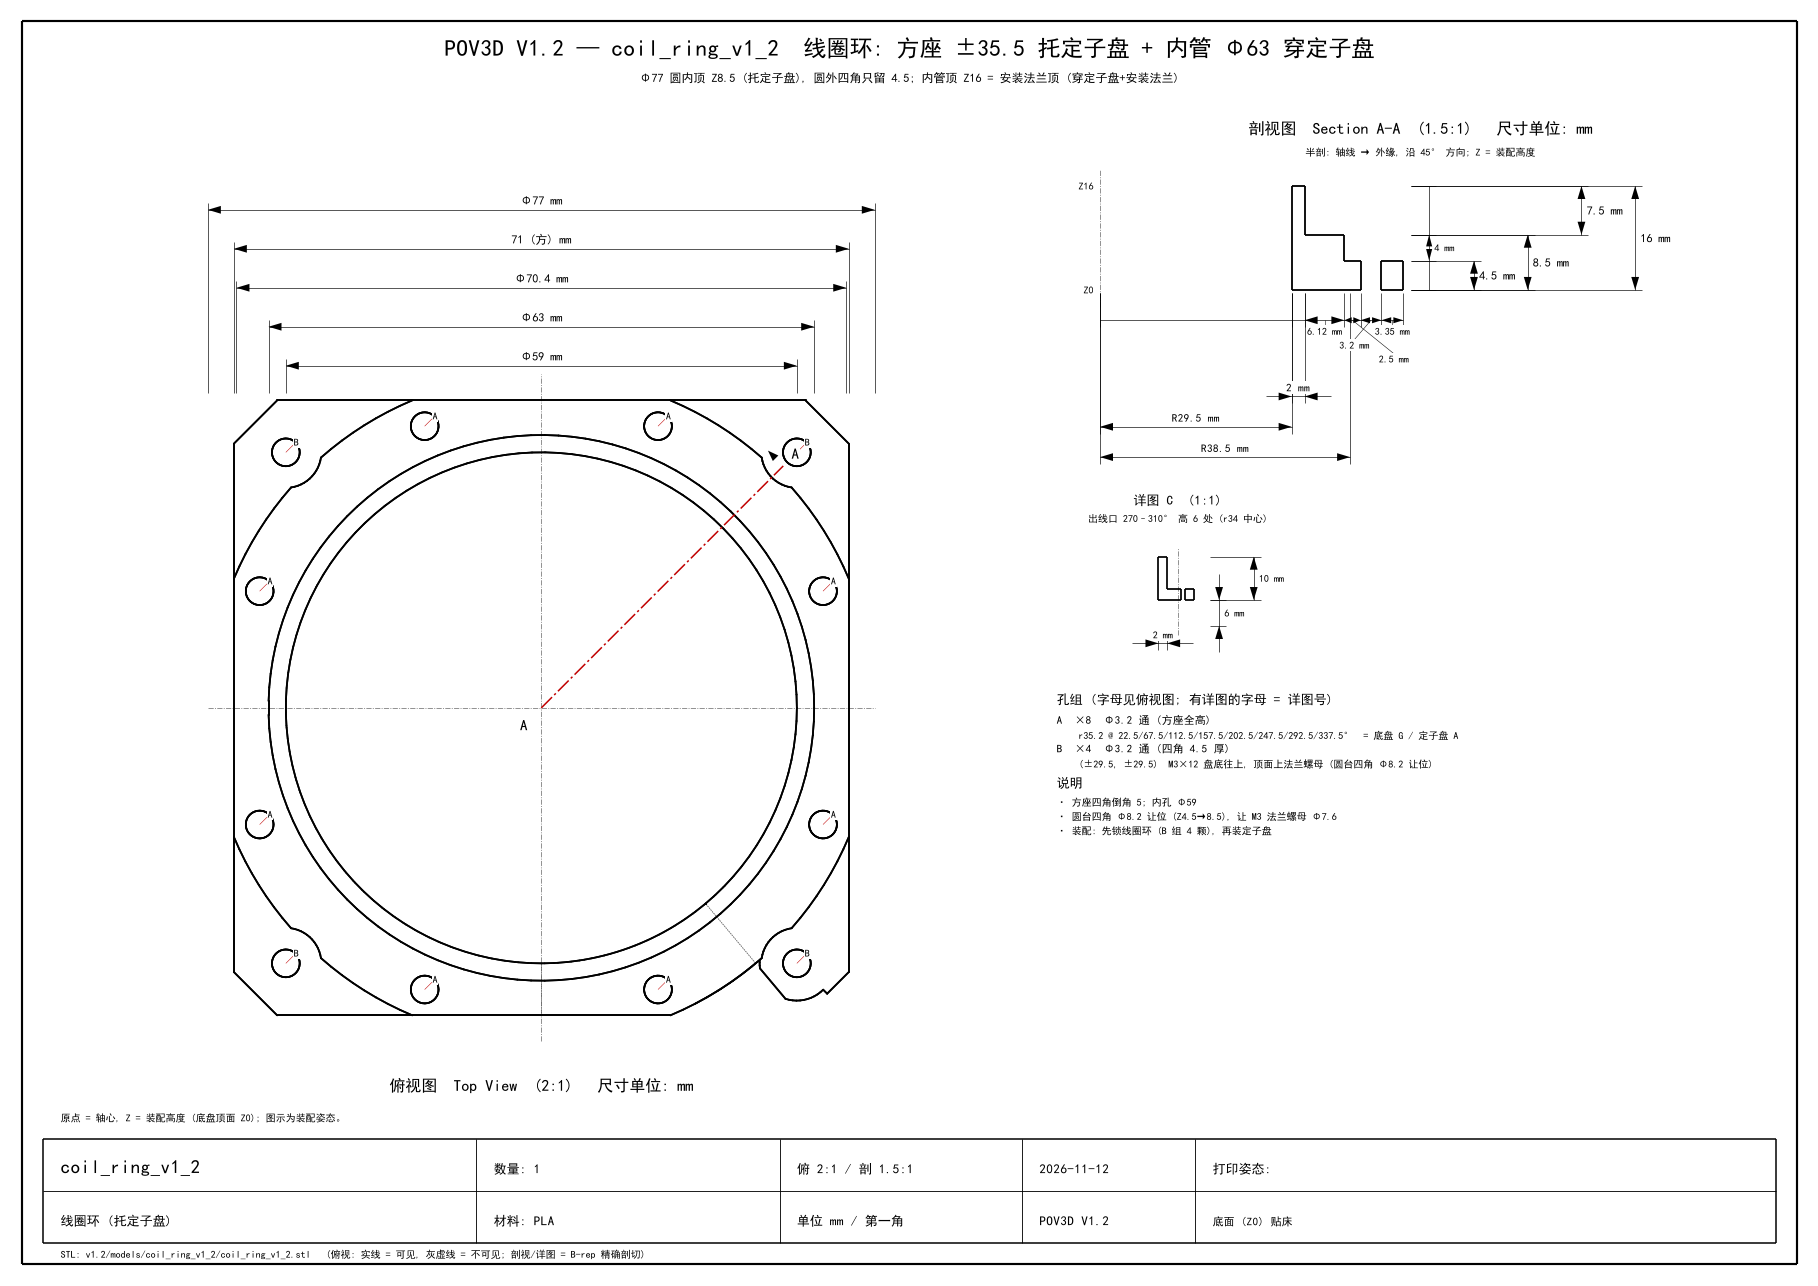 POV3D V1.2 — coil_ring_v1_2 线圈环: 方座 ±35.5 托定子盘 + 内管 Φ63 穿定子盘
Φ77 圆内顶 Z8.5 (托定子盘), 圆外四角只留 4.5; 内管顶 Z16 = 安装法兰顶 (穿定子盘+安装法兰)
剖视图 Section A-A (1.5:1) 尺寸单位: mm
半剖: 轴线 → 外缘, 沿 45° 方向; Z = 装配高度
Φ77 mm
71 (方) mm
Φ70.4 mm
Φ63 mm
Φ59 mm
A
A
B
B
A
A
A
A
A
A
B
B
A
A
A
俯视图 Top View (2:1) 尺寸单位: mm
Z16
Z0
7.5 mm
16 mm
4 mm
8.5 mm
4.5 mm
6.12 mm
3.35 mm
3.2 mm
2.5 mm
2 mm
R29.5 mm
R38.5 mm
详图 C (1:1)
出线口 270-310° 高 6 处 (r34 中心)
10 mm
6 mm
2 mm
孔组 (字母见俯视图; 有详图的字母 = 详图号)
A ×8 Φ3.2 通 (方座全高)
r35.2 @ 22.5/67.5/112.5/157.5/202.5/247.5/292.5/337.5° = 底盘 G / 定子盘 A
B ×4 Φ3.2 通 (四角 4.5 厚)
(±29.5, ±29.5) M3×12 盘底往上, 顶面上法兰螺母 (圆台四角 Φ8.2 让位)
说明
· 方座四角倒角 5; 内孔 Φ59
· 圆台四角 Φ8.2 让位 (Z4.5→8.5), 让 M3 法兰螺母 Φ7.6
· 装配: 先锁线圈环 (B 组 4 颗), 再装定子盘
原点 = 轴心, Z = 装配高度 (底盘顶面 Z0); 图示为装配姿态。
coil_ring_v1_2
数量: 1
俯 2:1 / 剖 1.5:1
2026-11-12
打印姿态:
线圈环 (托定子盘)
材料: PLA
单位 mm / 第一角
POV3D V1.2
底面 (Z0) 贴床
STL: v1.2/models/coil_ring_v1_2/coil_ring_v1_2.stl (俯视: 实线 = 可见, 灰虚线 = 不可见; 剖视/详图 = B-rep 精确剖切)